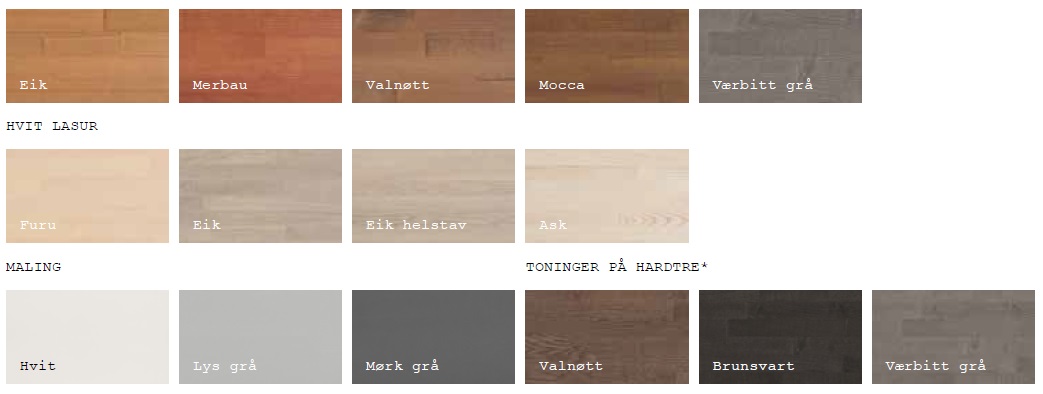 Eik Merbau Valnøtt Mocca Værbitt grå
HVIT LASUR
Furu Eik Eik helstav Ask
MALING TONINGER PÅ HARDTRE*
Hvit Lys grå Mørk grå Valnøtt Brunsvart Værbitt grå